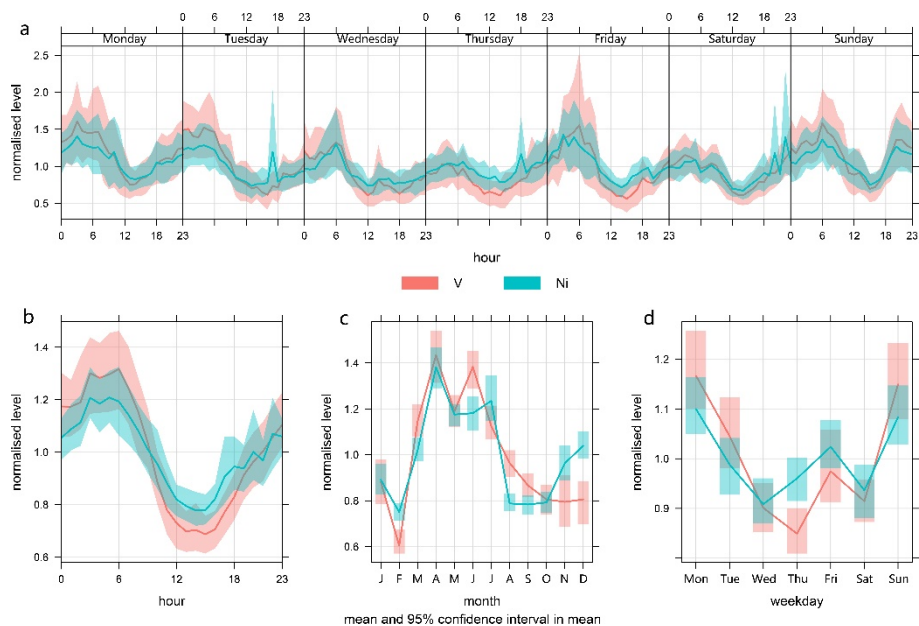 0 6 12 18 23 0 6 12 18 23 0 6 12 18 23
a
Monday Tuesday Wednesday Thursday Friday Saturday Sunday
2.5
2.0
1.5
1.0
0.5
normalised level
0 6 12 18 23 0 6 12 18 23 0 6 12 18 23 0 6 12 18 23
hour
V Ni
b c d
1.4
1.2
1.0
0.8
0.6
normalised level
0 6 12 18 23
hour
1.4
1.2
1.0
0.8
0.6
normalised level
J F M A M J J A S O N D
month
mean and 95% confidence interval in mean
1.2
1.1
1.0
0.9
normalised level
Mon Tue Wed Thu Fri Sat Sun
weekday